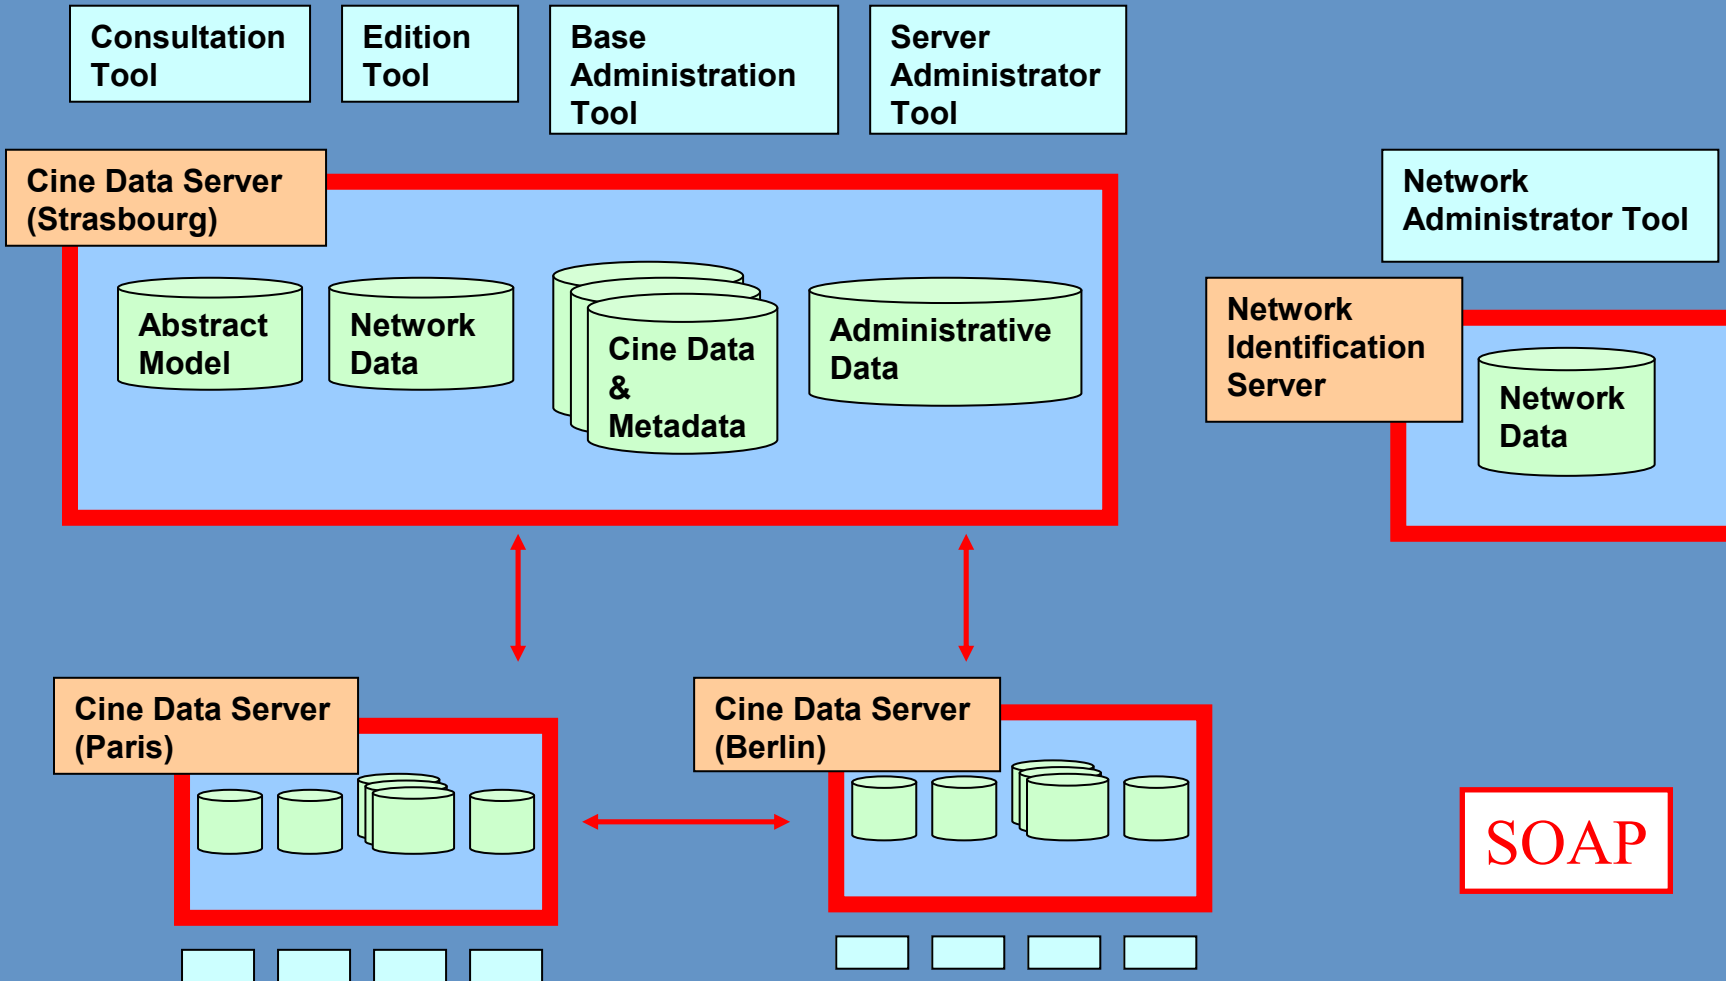 Consultation
Tool
Edition
Tool
Base
Administration
Tool
Server
Administrator
Tool
Cine Data Server
(Strasbourg)
Network
Administrator Tool
Abstract
Model
Network
Data
Cine Data
&
Metadata
Administrative
Data
Network
Identification
Server
Network
Data
Cine Data Server
(Paris)
Cine Data Server
(Berlin)
SOAP